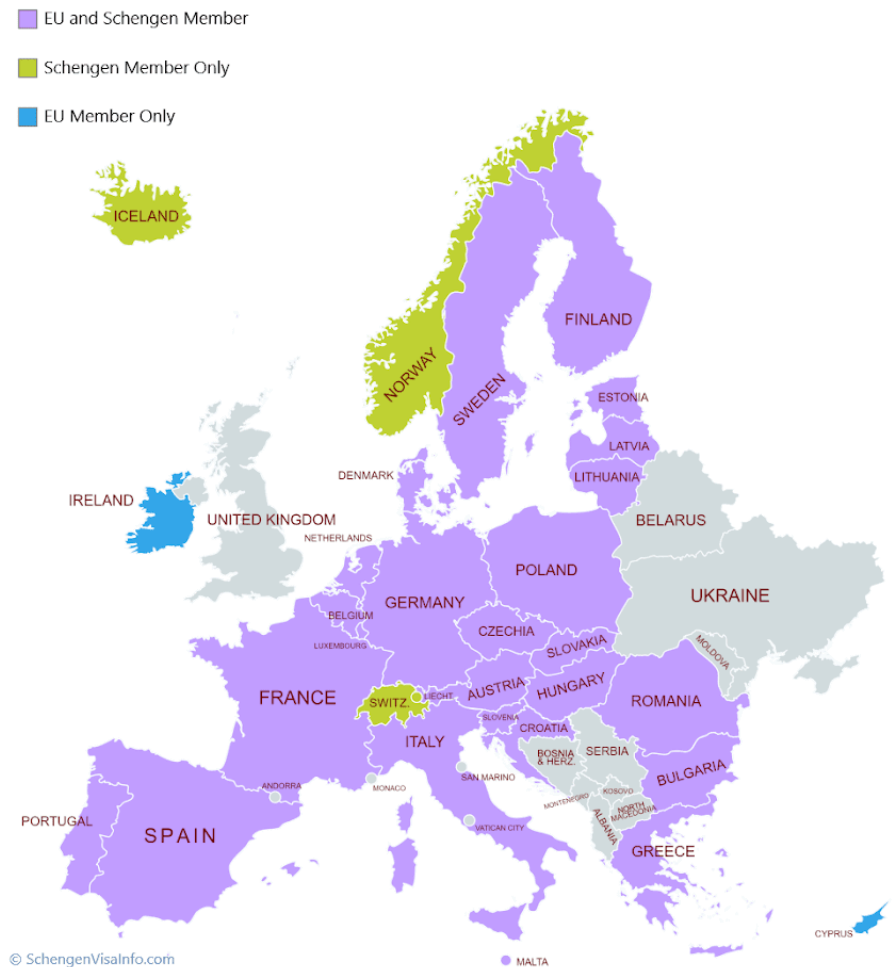 EU and Schengen Member
Schengen Member Only
EU Member Only
ICELAND
FINLAND
NORWAY
SWEDEN
ESTONIA
LATVIA
DENMARK
LITHUANIA
IRELAND
UNITED KINGDOM
BELARUS
NETHERLANDS
POLAND
UKRAINE
GERMANY
BELGIUM
CZECHIA
LUXEMBOURG
SLOVAKIA
MOLDOVA
FRANCE
SWITZ.
LIECHT
AUSTRIA
HUNGARY
ROMANIA
SLOVENIA
CROATIA
ITALY
BOSNIA
& HERZ.
SERBIA
BULGARIA
ANDORRA
MONACO
SAN MARINO
KOSOVO
MONTENEGRO
NORTH
MACEDONIA
PORTUGAL
SPAIN
VATICAN CITY
ALBANIA
GREECE
CYPRUS
MALTA
© SchengenVisaInfo.com